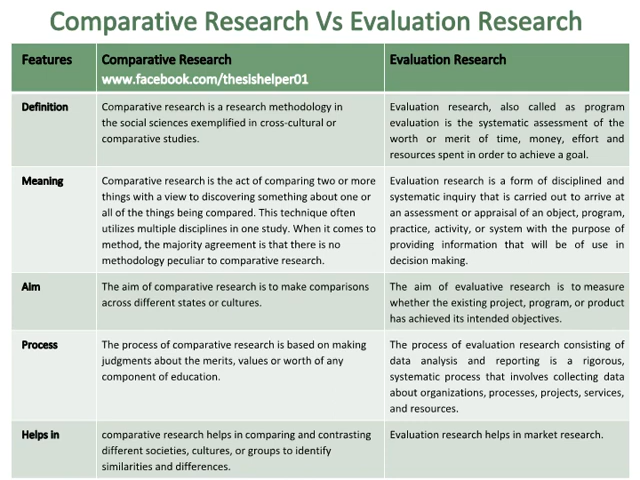 Comparative Research Vs Evaluation Research
Features
Comparative Research
www.facebook.com/thesishelper01
Evaluation Research
Definition
Comparative research is a research methodology in
the social sciences exemplified in cross-cultural or
comparative studies.
Evaluation research, also called as program
evaluation is the systematic assessment of the
worth or merit of time, money, effort and
resources spent in order to achieve a goal.
Meaning
Comparative research is the act of comparing two or more
things with a view to discovering something about one or
all of the things being compared. This technique often
utilizes multiple disciplines in one study. When it comes to
method, the majority agreement is that there is no
methodology peculiar to comparative research.
Evaluation research is a form of disciplined and
systematic inquiry that is carried out to arrive at
an assessment or appraisal of an object, program,
practice, activity, or system with the purpose of
providing information that will be of use in
decision making.
Aim
The aim of comparative research is to make comparisons
across different states or cultures.
The aim of evaluative research is to measure
whether the existing project, program, or product
has achieved its intended objectives.
Process
The process of comparative research is based on making
judgments about the merits, values or worth of any
component of education.
The process of evaluation research consisting of
data analysis and reporting is a rigorous,
systematic process that involves collecting data
about organizations, processes, projects, services,
and resources.
Helps in
comparative research helps in comparing and contrasting
different societies, cultures, or groups to identify
similarities and differences.
Evaluation research helps in market research.